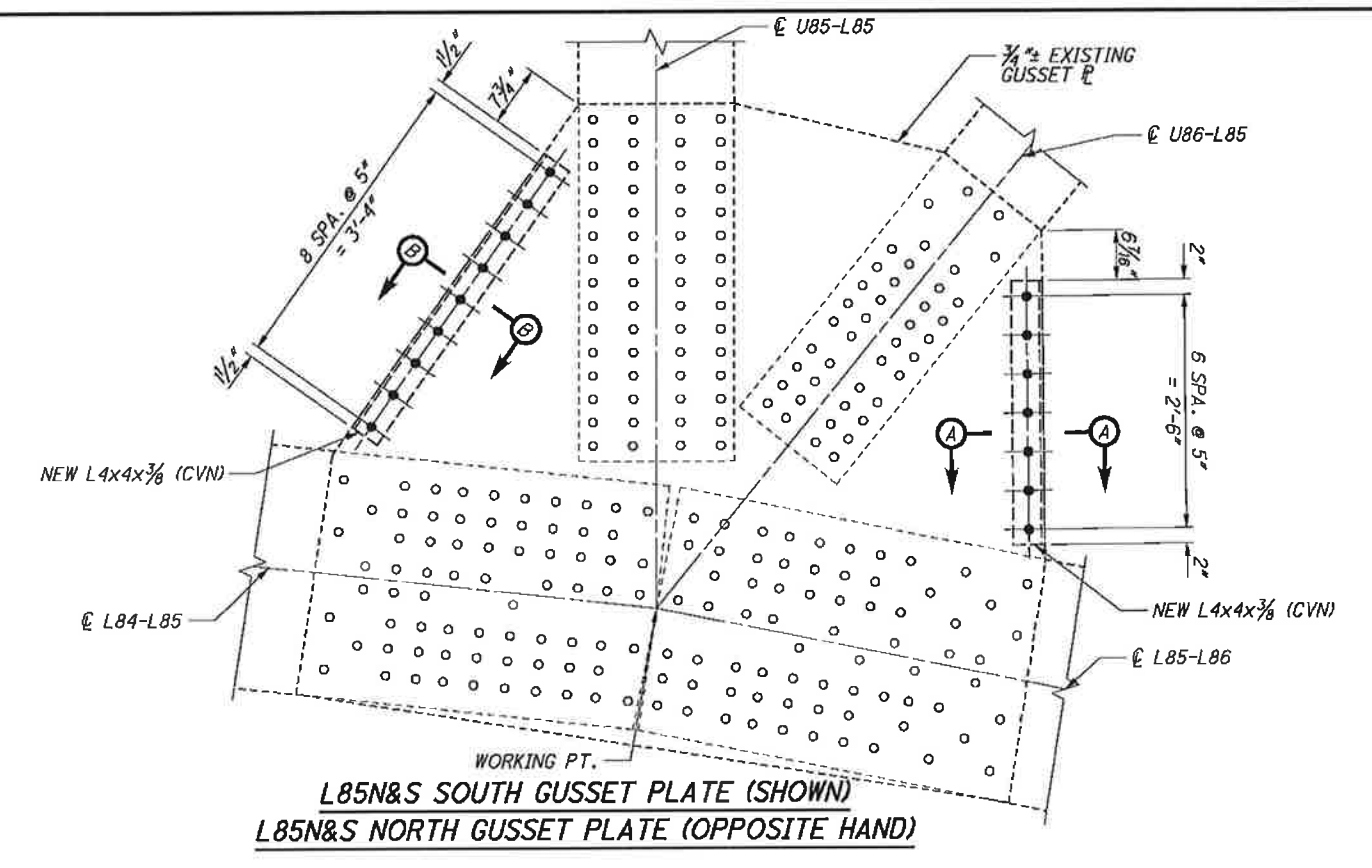 ℄ U85-L85
¾"± EXISTING
GUSSET ℙL
℄ U86-L85
1½"
7¾"
8 SPA. @ 5"
= 3'-4"
1½"
B
B
6 7/16"
2"
6 SPA. @ 5"
= 2'-6"
2"
A
A
NEW L4x4x⅜ (CVN)
NEW L4x4x⅜ (CVN)
℄ L84-L85
℄ L85-L86
WORKING PT.
L85N&S SOUTH GUSSET PLATE (SHOWN)
L85N&S NORTH GUSSET PLATE (OPPOSITE HAND)